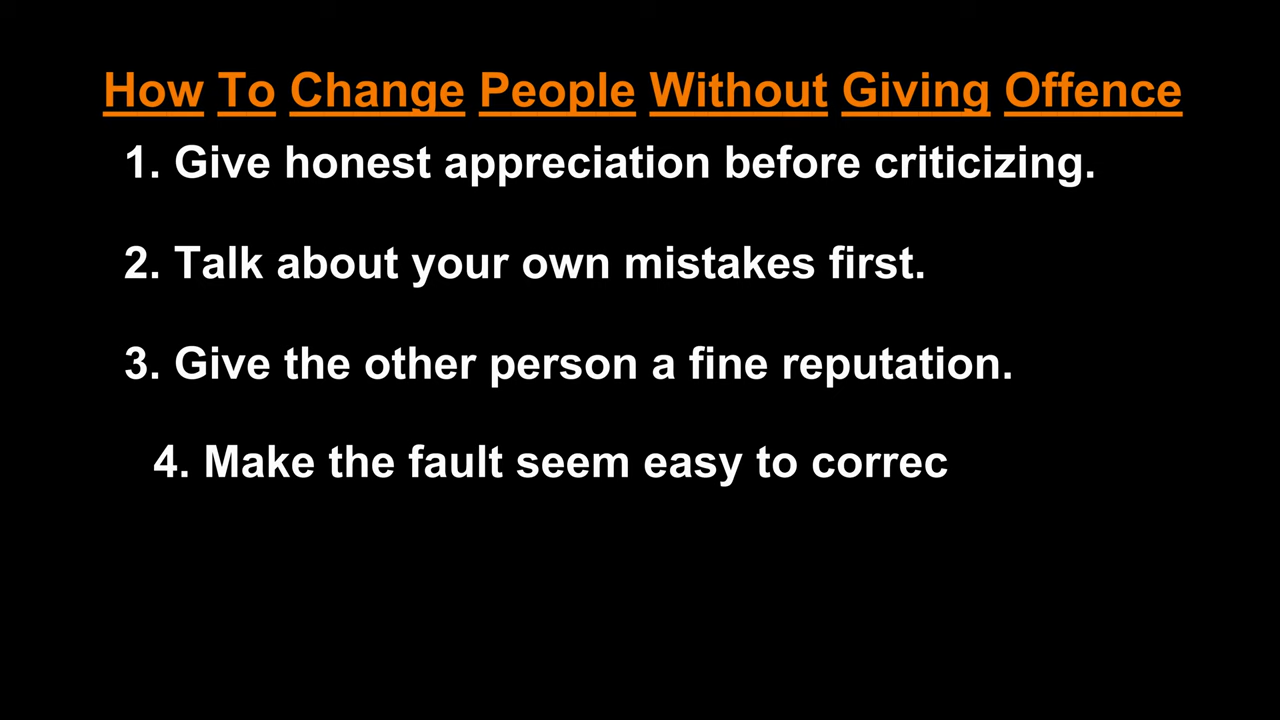 How To Change People Without Giving Offence
1. Give honest appreciation before criticizing.
2. Talk about your own mistakes first.
3. Give the other person a fine reputation.
4. Make the fault seem easy to correc